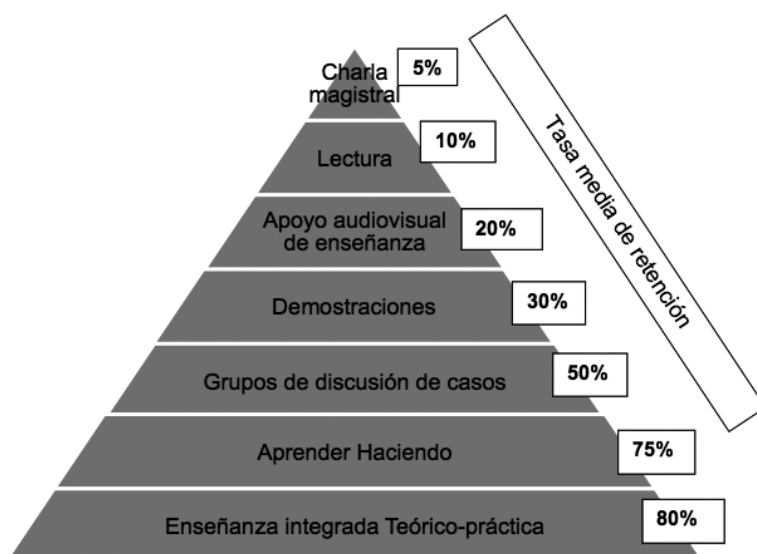 Charla
magistral
5%
Lectura
10%
Apoyo audiovisual
de enseñanza
20%
Demostraciones
30%
Grupos de discusión de casos
50%
Aprender Haciendo
75%
Enseñanza integrada Teórico-práctica
80%
Tasa media de retención